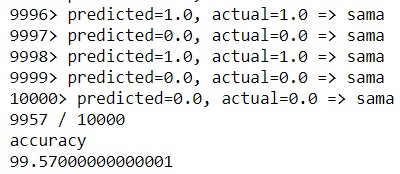 9996> predicted=1.0, actual=1.0 => sama
9997> predicted=0.0, actual=0.0 => sama
9998> predicted=1.0, actual=1.0 => sama
9999> predicted=0.0, actual=0.0 => sama
10000> predicted=0.0, actual=0.0 => sama
9957 / 10000
accuracy
99.57000000000001